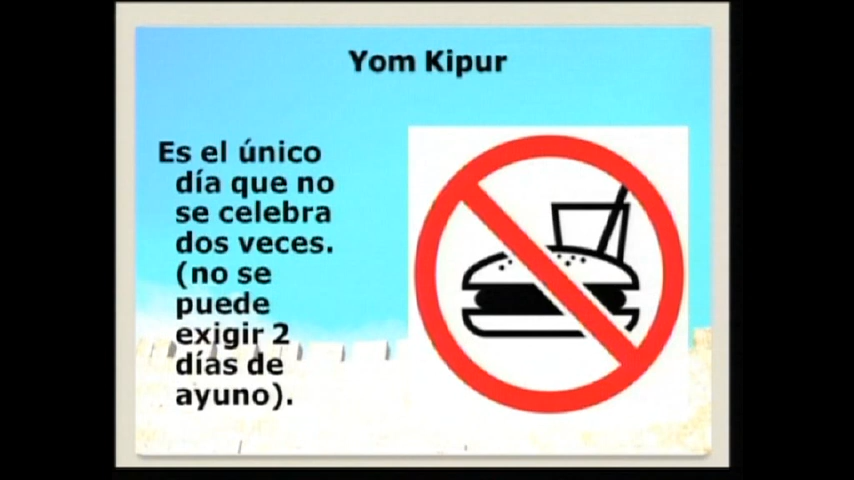 Yom Kipur
Es el único
día que no
se celebra
dos veces.
(no se
puede
exigir 2
días de
ayuno).